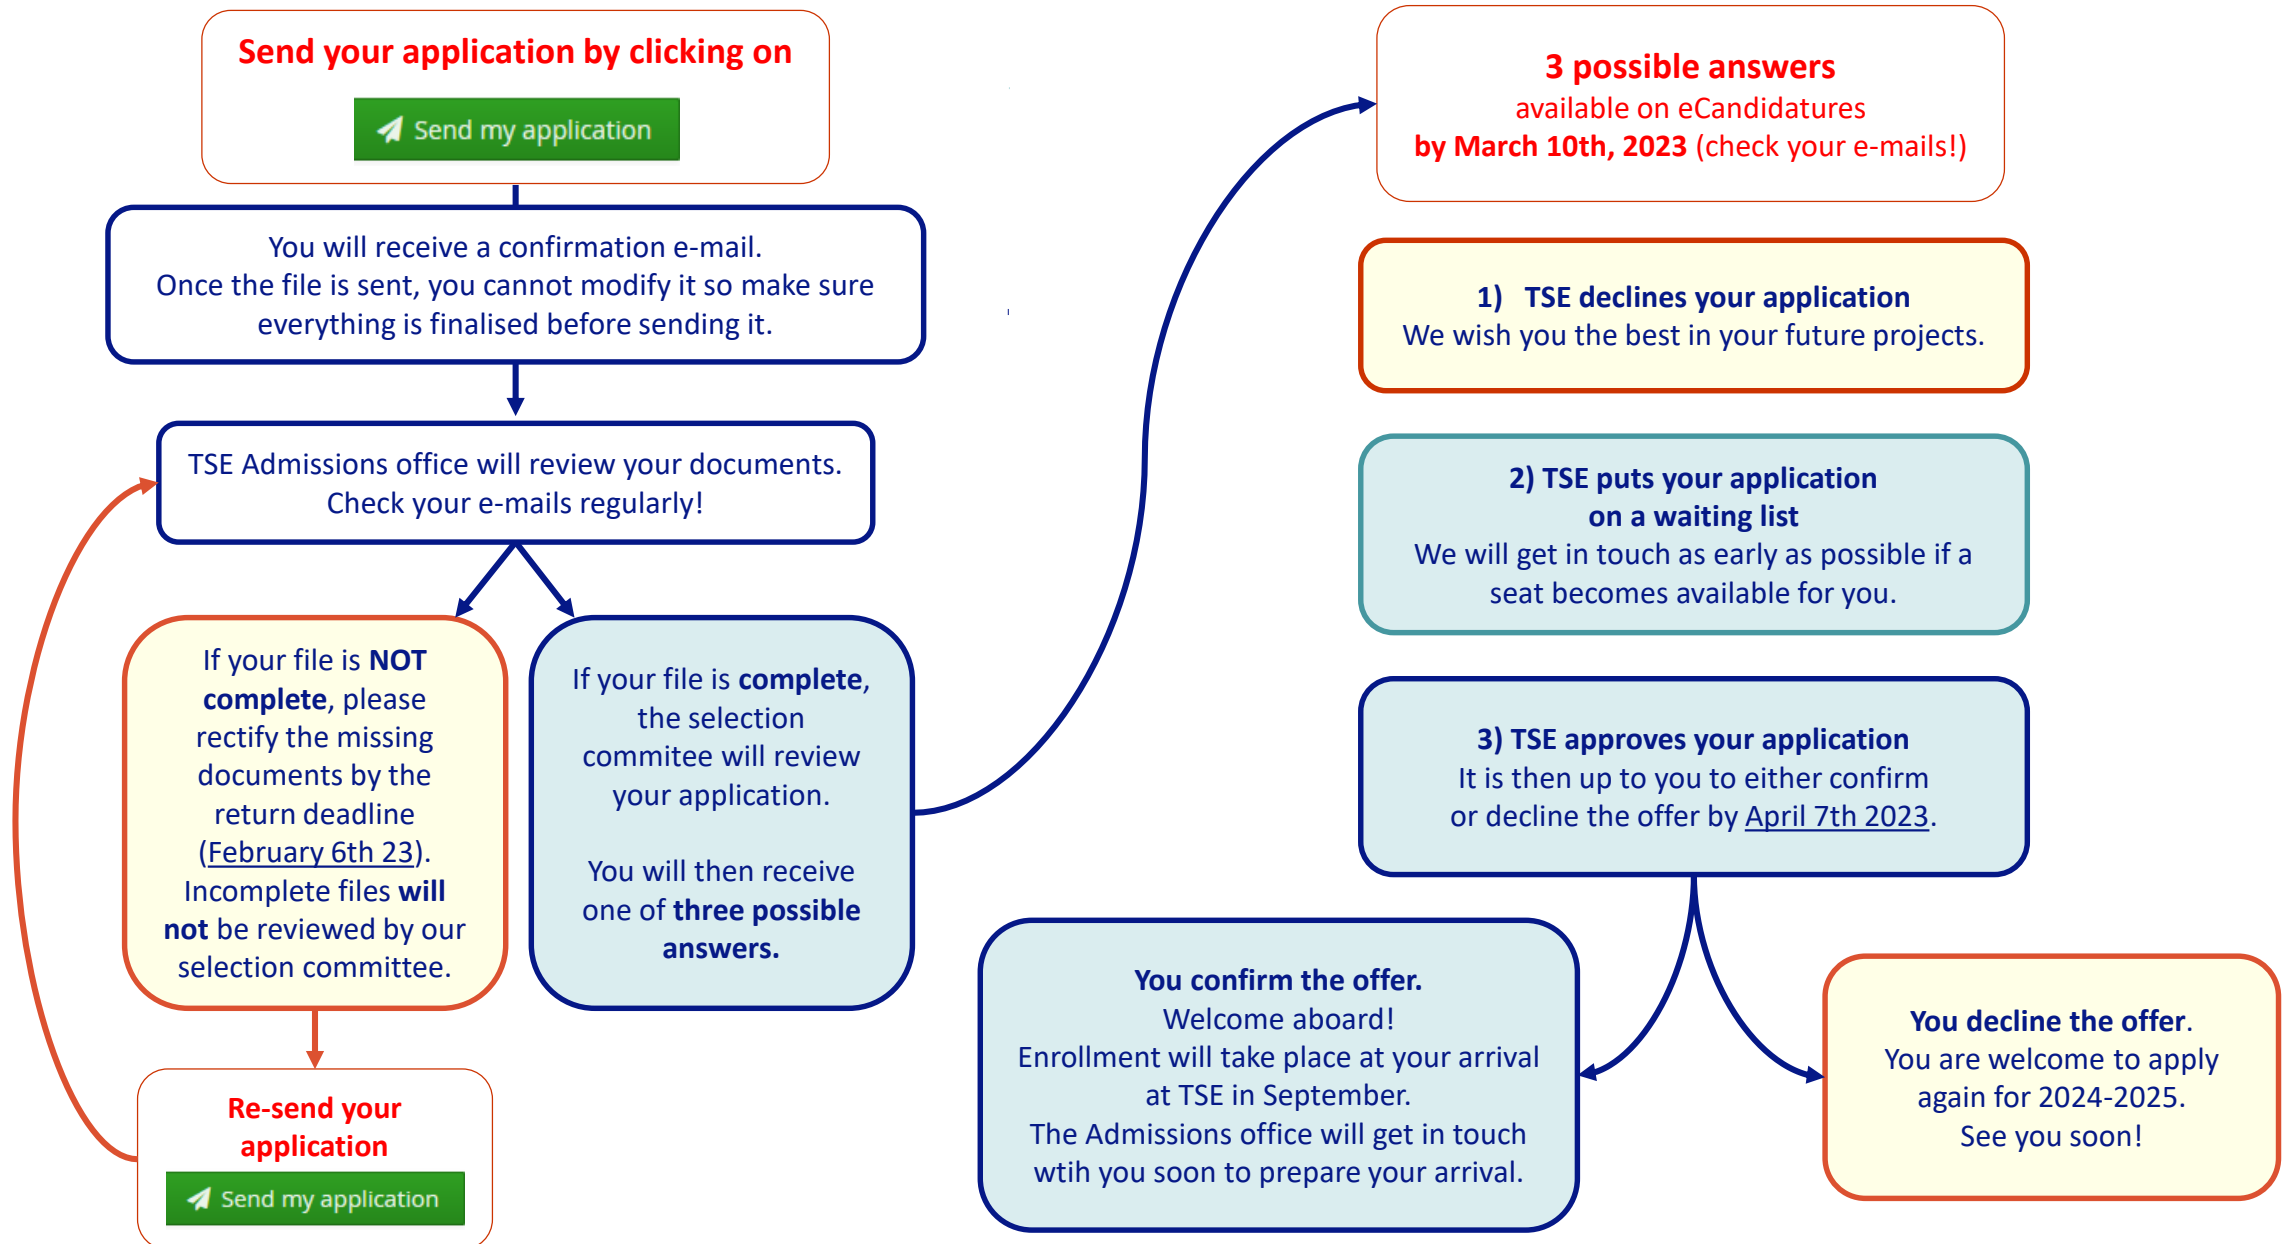 Send your application by clicking on
Send my application
You will receive a confirmation e-mail.
Once the file is sent, you cannot modify it so make sure
everything is finalised before sending it.
TSE Admissions office will review your documents.
Check your e-mails regularly!
If your file is NOT
complete, please
rectify the missing
documents by the
return deadline
(February 6th 23).
Incomplete files will
not be reviewed by our
selection committee.
Re-send your
application
Send my application
If your file is complete,
the selection
commitee will review
your application.
You will then receive
one of three possible
answers.
3 possible answers
available on eCandidatures
by March 10th, 2023 (check your e-mails!)
1) TSE declines your application
We wish you the best in your future projects.
2) TSE puts your application
on a waiting list
We will get in touch as early as possible if a
seat becomes available for you.
3) TSE approves your application
It is then up to you to either confirm
or decline the offer by April 7th 2023.
You confirm the offer.
Welcome aboard!
Enrollment will take place at your arrival
at TSE in September.
The Admissions office will get in touch
wtih you soon to prepare your arrival.
You decline the offer.
You are welcome to apply
again for 2024-2025.
See you soon!